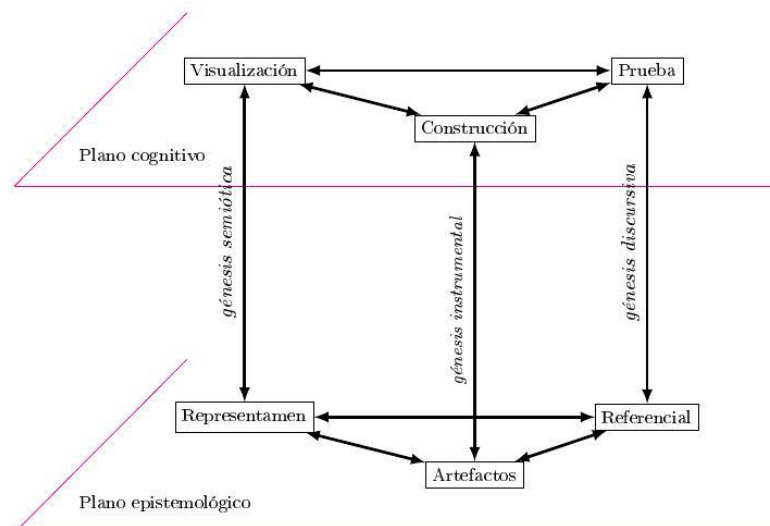 Visualización
Prueba
Construcción
Plano cognitivo
génesis semiótica
génesis instrumental
génesis discursiva
Representamen
Referencial
Artefactos
Plano epistemológico